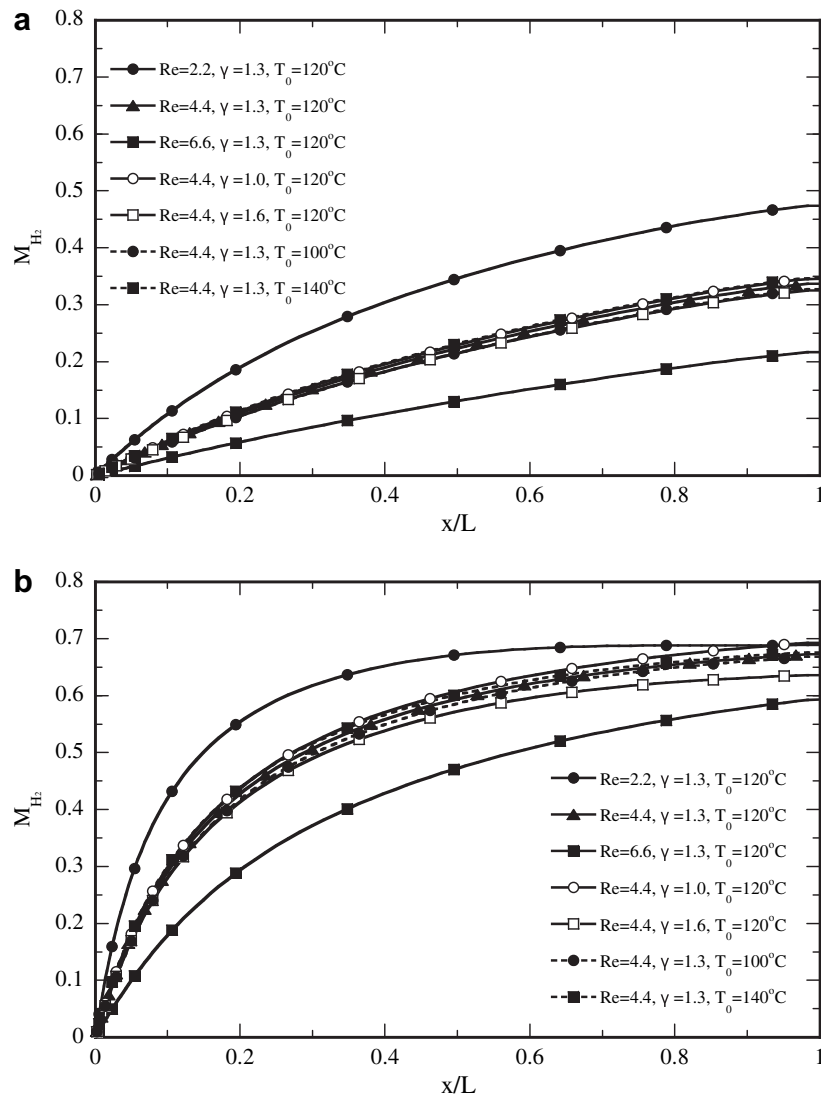 a
0.8
0.7
0.6
0.5
0.4
0.3
0.2
0.1
0
M_H₂
Re=2.2, γ =1.3, T₀=120°C
Re=4.4, γ =1.3, T₀=120°C
Re=6.6, γ =1.3, T₀=120°C
Re=4.4, γ =1.0, T₀=120°C
Re=4.4, γ =1.6, T₀=120°C
Re=4.4, γ =1.3, T₀=100°C
Re=4.4, γ =1.3, T₀=140°C
0 0.2 0.4 0.6 0.8 1
x/L
b
0.8
0.7
0.6
0.5
0.4
0.3
0.2
0.1
0
M_H₂
Re=2.2, γ =1.3, T₀=120°C
Re=4.4, γ =1.3, T₀=120°C
Re=6.6, γ =1.3, T₀=120°C
Re=4.4, γ =1.0, T₀=120°C
Re=4.4, γ =1.6, T₀=120°C
Re=4.4, γ =1.3, T₀=100°C
Re=4.4, γ =1.3, T₀=140°C
0 0.2 0.4 0.6 0.8 1
x/L